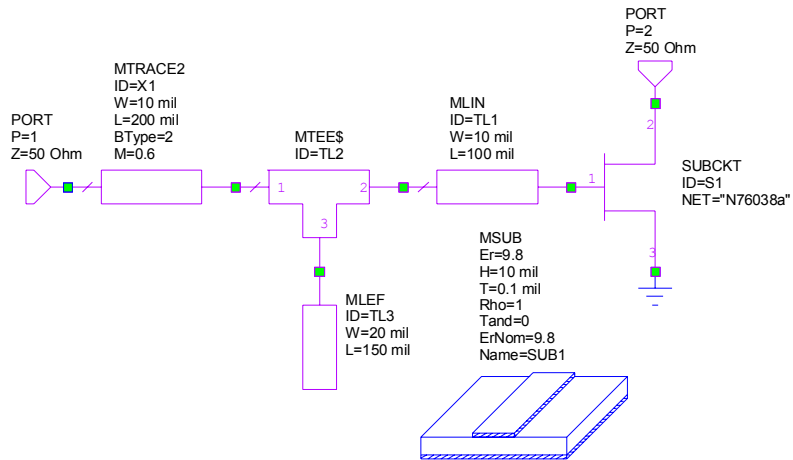 PORT
P=2
Z=50 Ohm
MTRACE2
ID=X1
W=10 mil
L=200 mil
BType=2
M=0.6
MLIN
ID=TL1
W=10 mil
L=100 mil
PORT
P=1
Z=50 Ohm
MTEE$
ID=TL2
2
SUBCKT
ID=S1
NET="N76038a"
1
2
1
3
3
MSUB
Er=9.8
H=10 mil
T=0.1 mil
Rho=1
Tand=0
ErNom=9.8
Name=SUB1
MLEF
ID=TL3
W=20 mil
L=150 mil